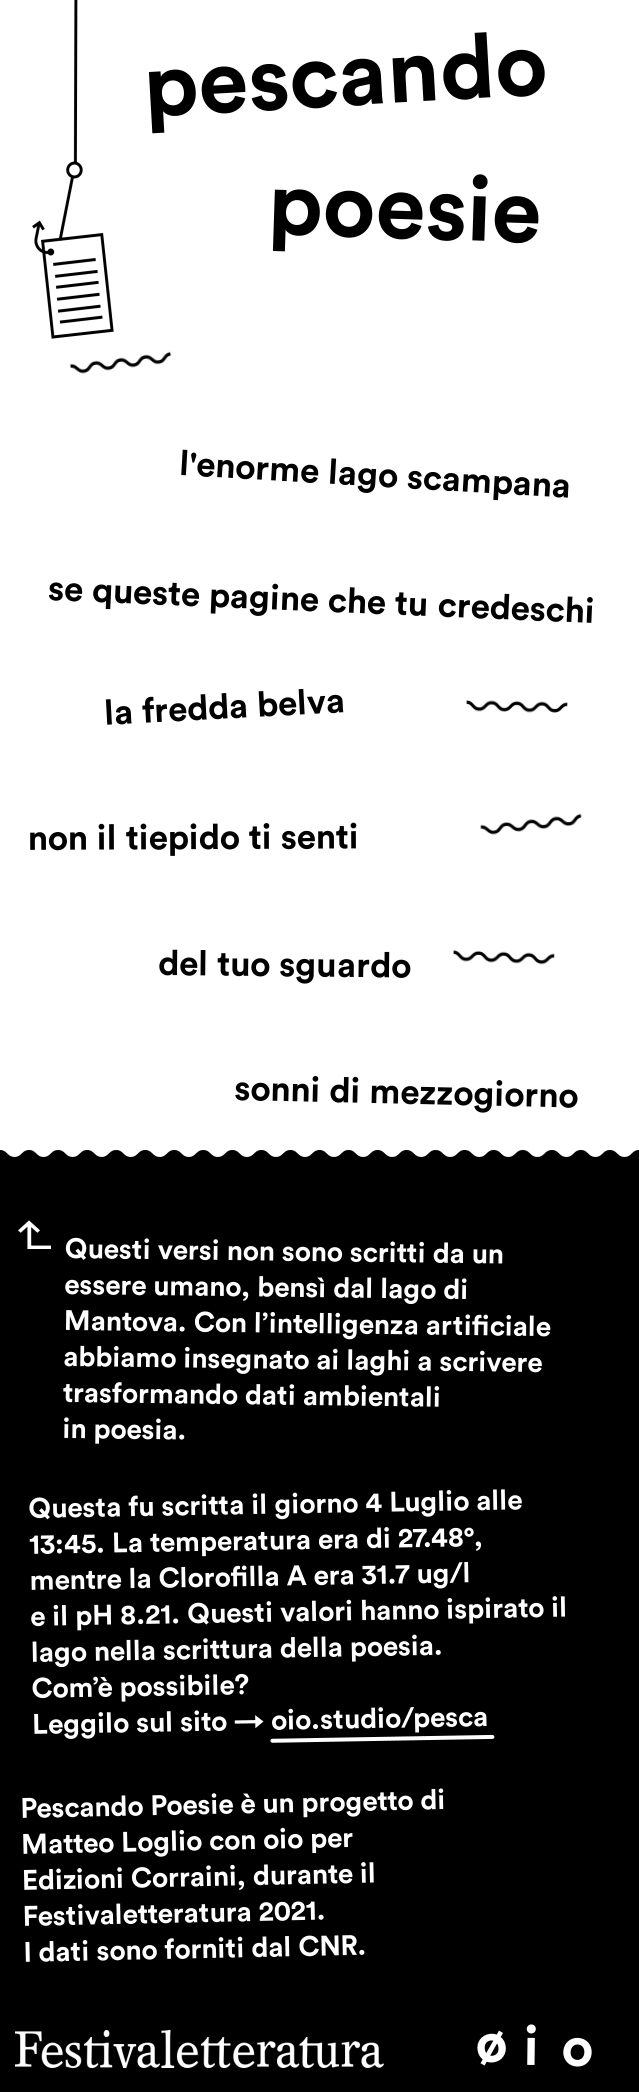 pescando
poesie
l'enorme lago scampana
se queste pagine che tu credeschi
la fredda belva
non il tiepido ti senti
del tuo sguardo
sonni di mezzogiorno
Questi versi non sono scritti da un
essere umano, bensì dal lago di
Mantova. Con l’intelligenza artificiale
abbiamo insegnato ai laghi a scrivere
trasformando dati ambientali
in poesia.
Questa fu scritta il giorno 4 Luglio alle
13:45. La temperatura era di 27.48°,
mentre la Clorofilla A era 31.7 ug/l
e il pH 8.21. Questi valori hanno ispirato il
lago nella scrittura della poesia.
Com’è possibile?
Leggilo sul sito → oio.studio/pesca
Pescando Poesie è un progetto di
Matteo Loglio con oio per
Edizioni Corraini, durante il
Festivaletteratura 2021.
I dati sono forniti dal CNR.
Festivaletteratura øio